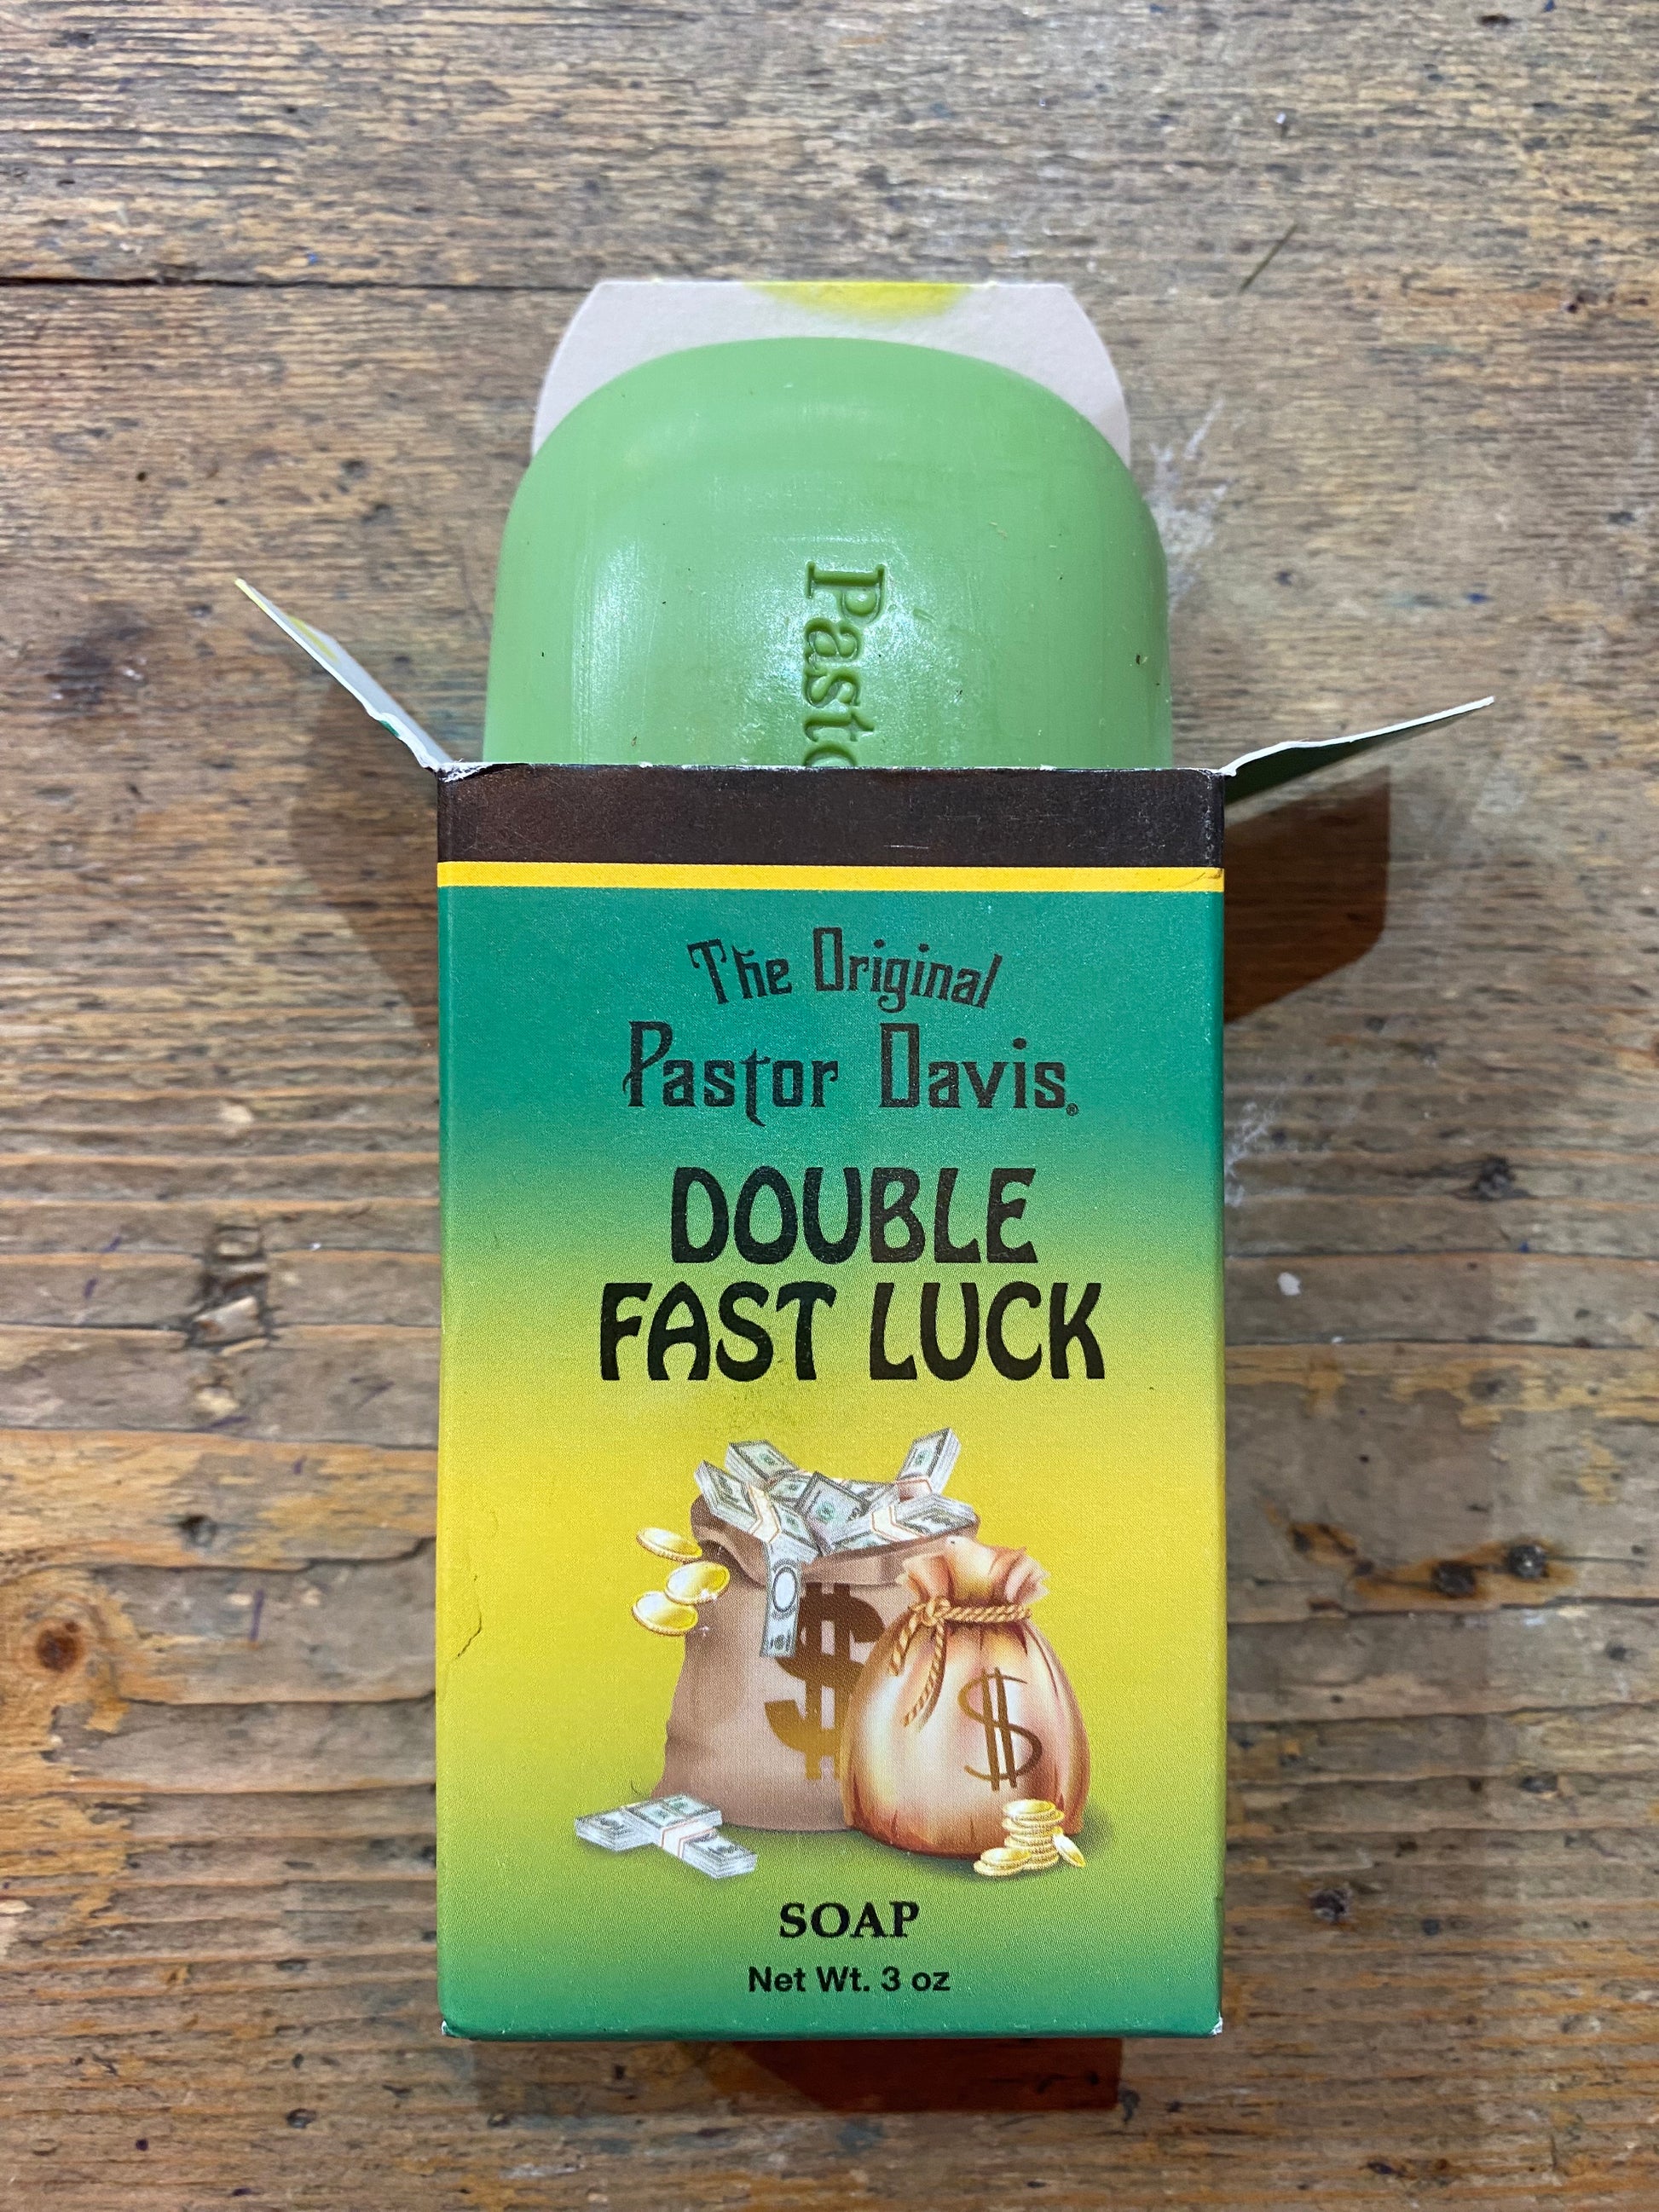 Pasto
The Original
Pastor Davis®
DOUBLE
FAST LUCK
$ $
SOAP
Net Wt. 3 oz